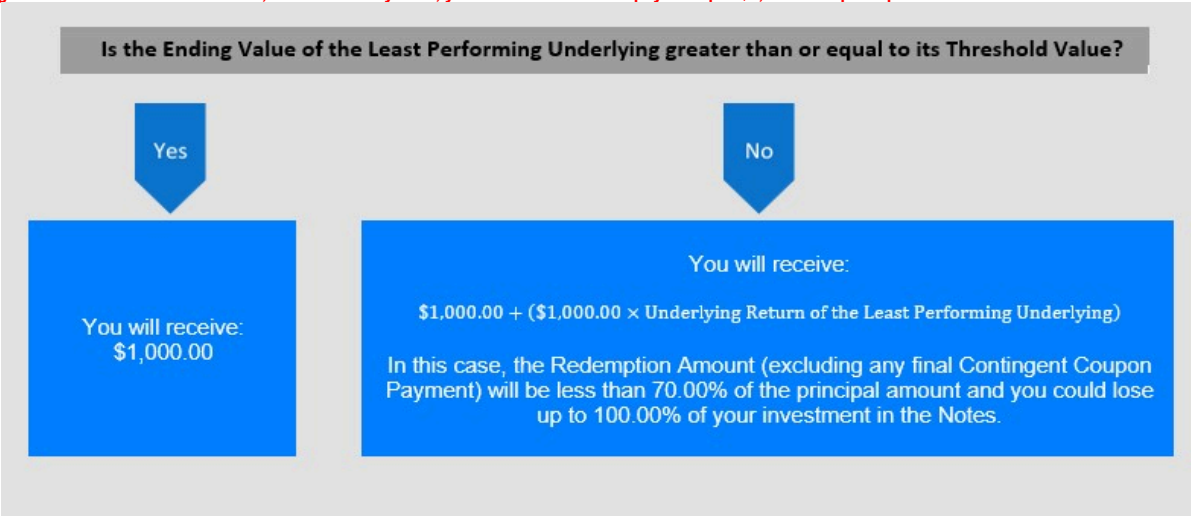 Is the Ending Value of the Least Performing Underlying greater than or equal to its Threshold Value?
Yes
No
You will receive:
$1,000.00
You will receive:
$1,000.00 + ($1,000.00 × Underlying Return of the Least Performing Underlying)
In this case, the Redemption Amount (excluding any final Contingent Coupon
Payment) will be less than 70.00% of the principal amount and you could lose
up to 100.00% of your investment in the Notes.